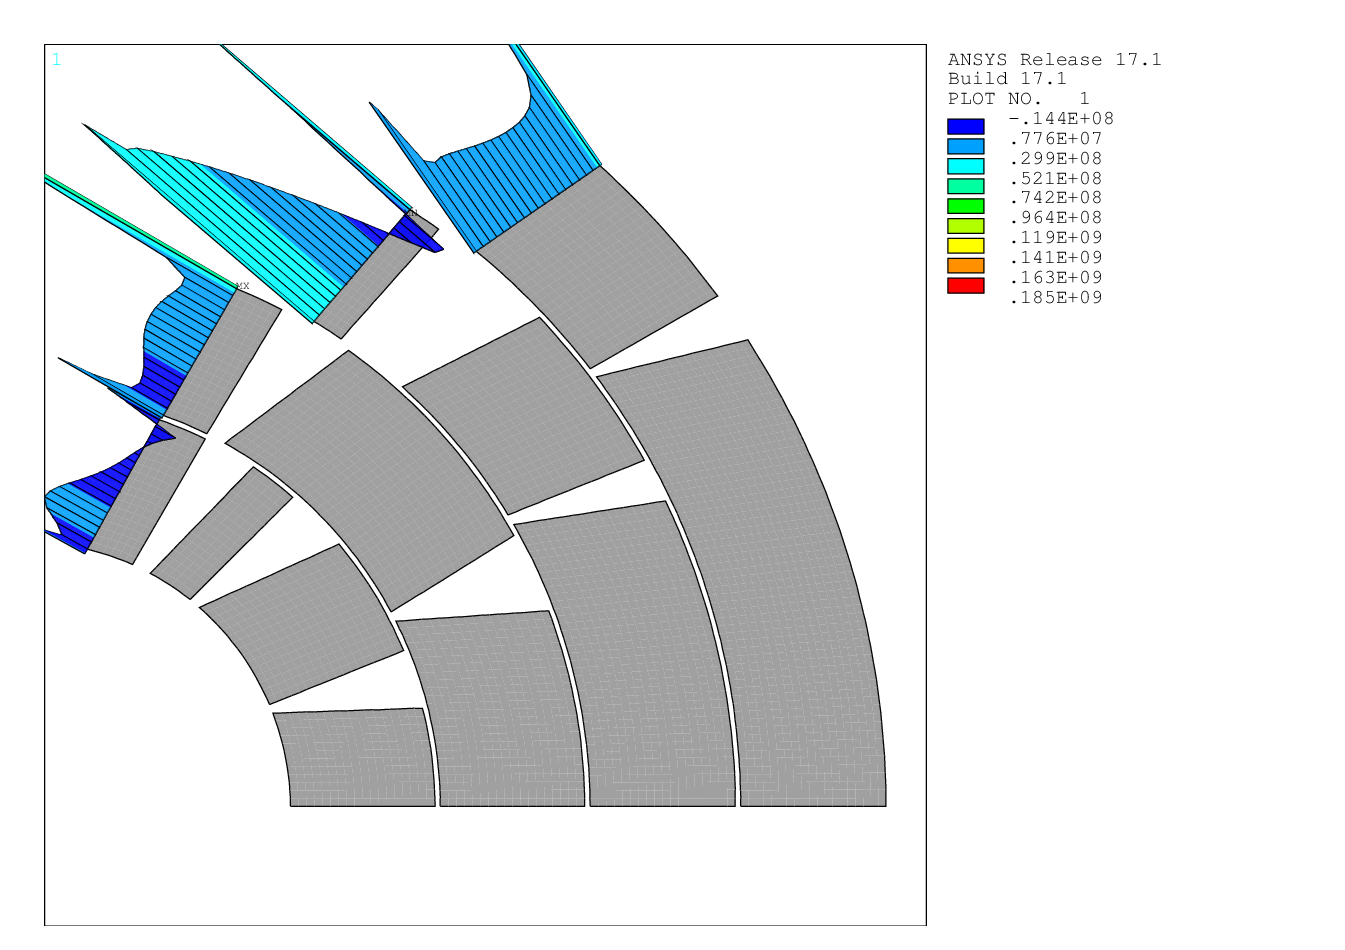 1
ANSYS Release 17.1
Build 17.1
PLOT NO. 1
-.144E+08
.776E+07
.299E+08
.521E+08
.742E+08
.964E+08
.119E+09
.141E+09
.163E+09
.185E+09
MX